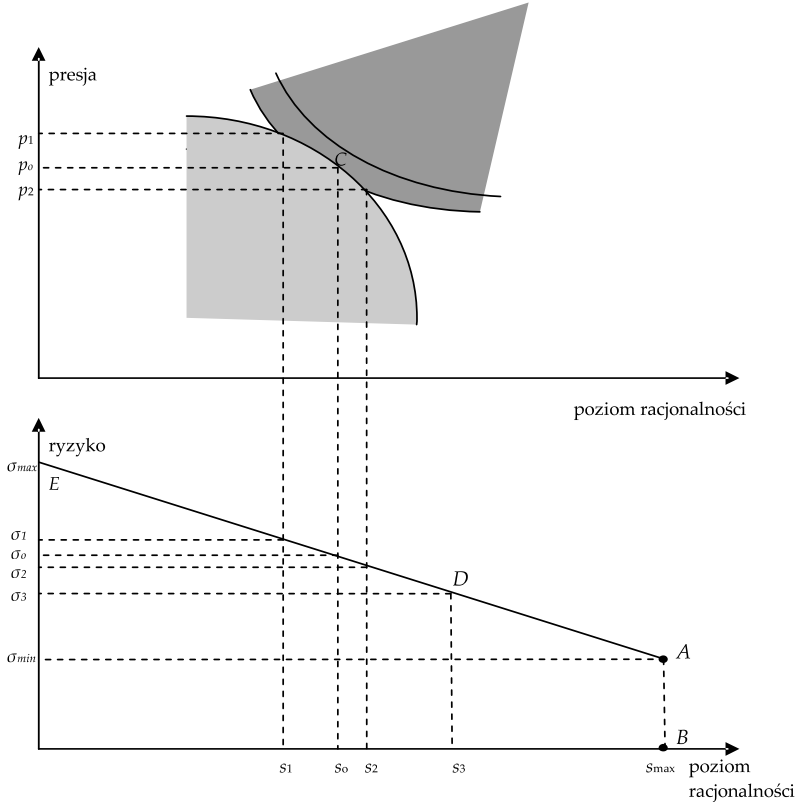 presja
p1
C
po
p2
poziom racjonalności
ryzyko
σmax
E
σ1
σo
σ2
D
σ3
σmin
A
B
s1
so
s2
s3
smax
poziom
racjonalności